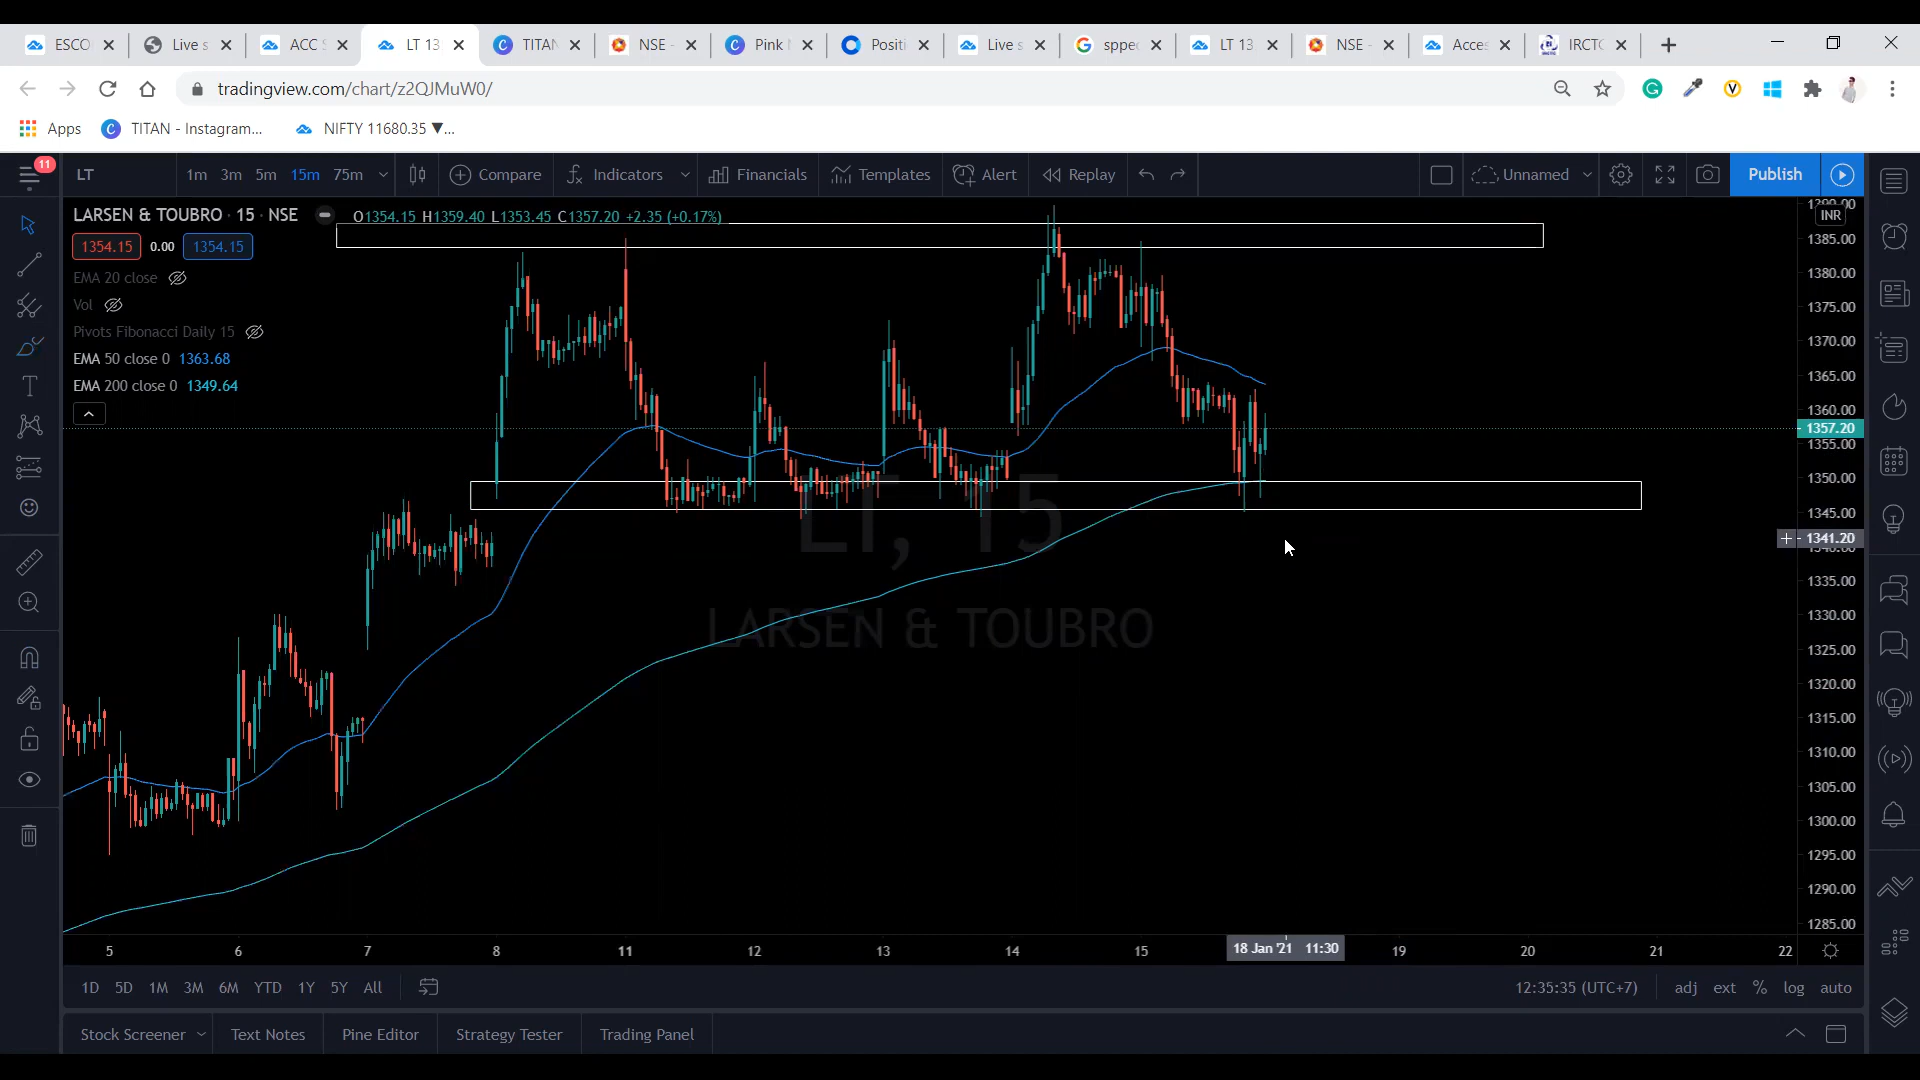 ESCO Live s ACC S LT 13 TITAN NSE - Pink Positi Live s sppe LT 13 NSE - Acces IRCTC
tradingview.com/chart/z2QJMuW0/
Apps TITAN - Instagram... NIFTY 11680.35 ▼...
11
LT 1m 3m 5m 15m 75m Compare Indicators Financials Templates Alert Replay Unnamed Publish
LARSEN & TOUBRO · 15 · NSE O1354.15 H1359.40 L1353.45 C1357.20 +2.35 (+0.17%)
1354.15 0.00 1354.15
EMA 20 close
Vol
Pivots Fibonacci Daily 15
EMA 50 close 0 1363.68
EMA 200 close 0 1349.64
LT, 15
LARSEN & TOUBRO
1390.00
INR
1385.00
1380.00
1375.00
1370.00
1365.00
1360.00
1357.20
1355.00
1350.00
1345.00
1341.20
1340.00
1335.00
1330.00
1325.00
1320.00
1315.00
1310.00
1305.00
1300.00
1295.00
1290.00
1285.00
5 6 7 8 11 12 13 14 15 18 Jan '21 11:30 19 20 21 22
1D 5D 1M 3M 6M YTD 1Y 5Y All 12:35:35 (UTC+7) adj ext % log auto
Stock Screener Text Notes Pine Editor Strategy Tester Trading Panel